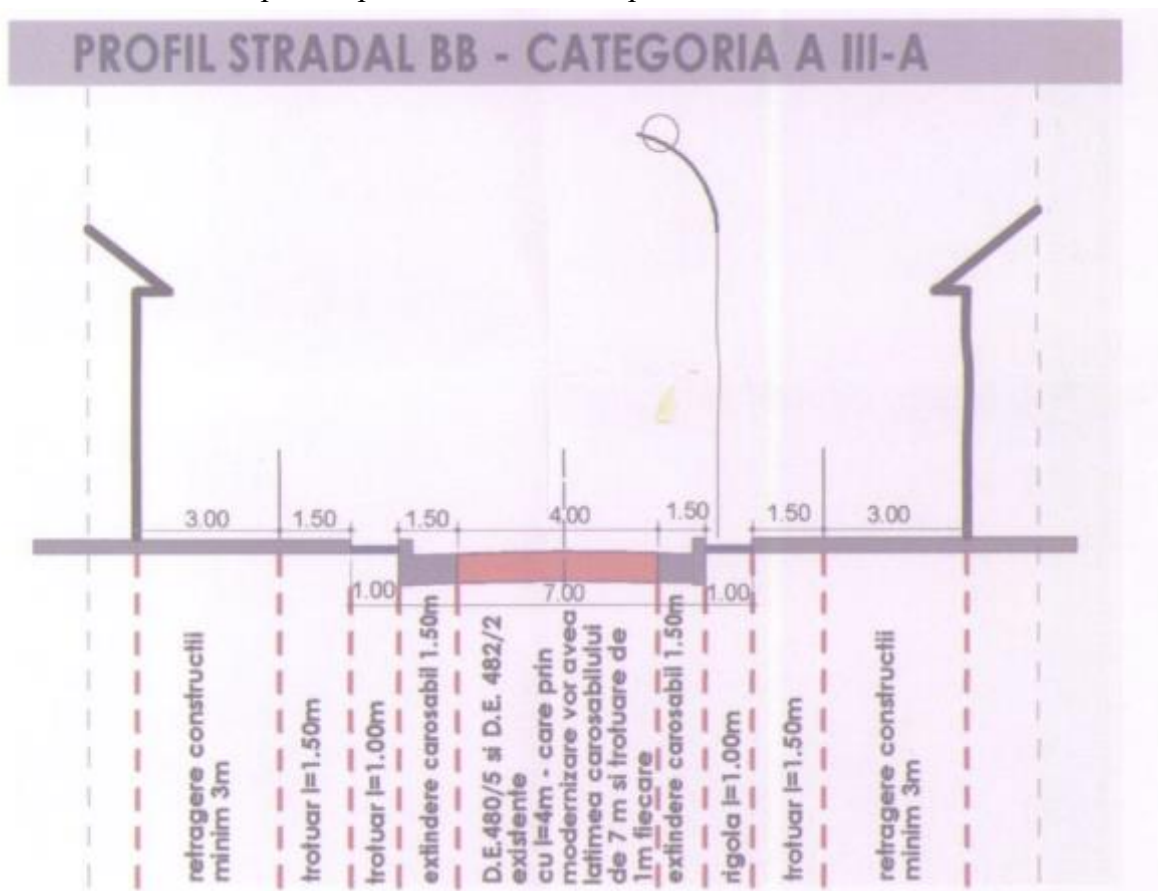 PROFIL STRADAL BB - CATEGORIA A III-A
3.00
1.50
1.50
4.00
1.50
1.50
3.00
1.00
7.00
1.00
retragere constructii
minim 3m
trotuar l=1.50m
trotuar l=1.00m
extindere carosabil 1.50m
D.E.480/5 si D.E. 482/2
existente
cu l=4m - care prin
modernizare vor avea
latimea carosabilului
de 7 m si trotuare de
1m fiecare
extindere carosabil 1.50m
rigola l=1.00m
trotuar l=1.50m
retragere constructii
minim 3m